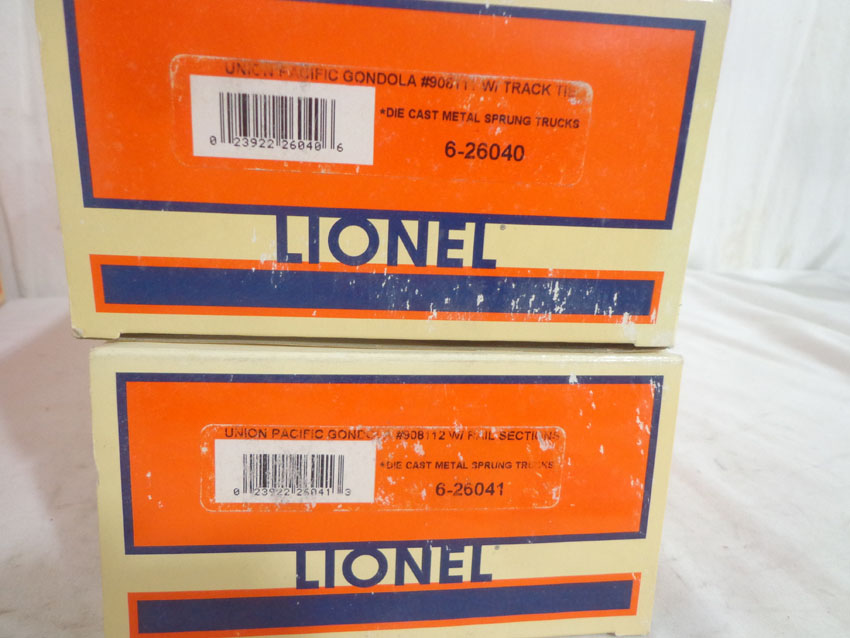 UNION PACIFIC GONDOLA #908111 W/ TRACK TIES
*DIE CAST METAL SPRUNG TRUCKS
0 23922 26040 6
6-26040
LIONEL
UNION PACIFIC GONDOLA #908112 W/ RAIL SECTIONS
*DIE CAST METAL SPRUNG TRUCKS
0 23922 26041 3
6-26041
LIONEL